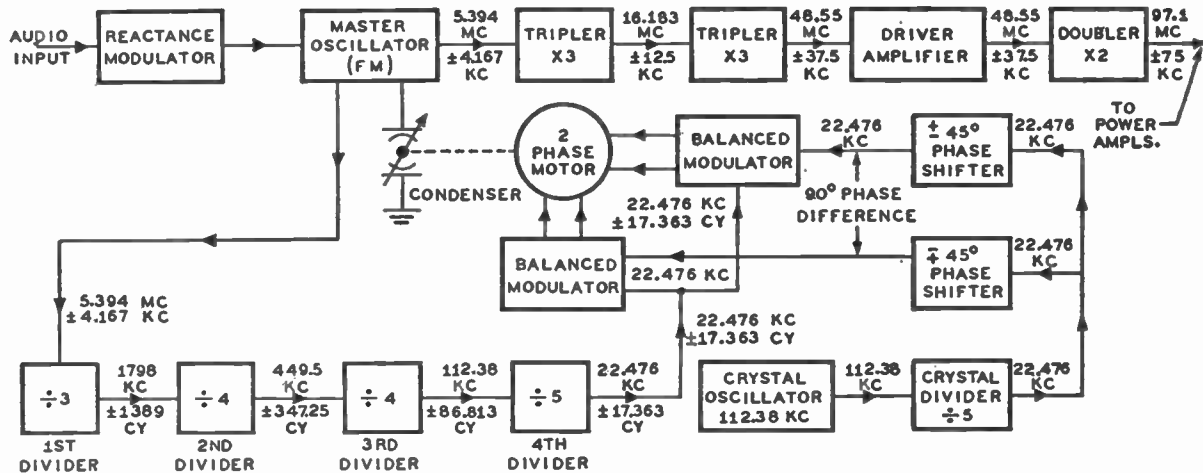 AUDIO
INPUT
REACTANCE
MODULATOR
MASTER
OSCILLATOR
(FM)
5.394
MC
±4.167
KC
TRIPLER
X3
16.183
MC
±12.5
KC
TRIPLER
X3
48.55
MC
±37.5
KC
DRIVER
AMPLIFIER
48.55
MC
±37.5
KC
DOUBLER
X2
97.1
MC
±75
KC
TO
POWER
AMPLS.
CONDENSER
2
PHASE
MOTOR
BALANCED
MODULATOR
22.476
KC
± 45°
PHASE
SHIFTER
22.476
KC
90° PHASE
DIFFERENCE
22.476 KC
±17.363 CY
BALANCED
MODULATOR
22.476 KC
∓ 45°
PHASE
SHIFTER
22.476
KC
5.394 MC
±4.167 KC
22.476 KC
±17.363 CY
÷3
1ST
DIVIDER
1798
KC
±1389
CY
÷4
2ND
DIVIDER
449.5
KC
±347.25
CY
÷4
3RD
DIVIDER
112.38
KC
±86.813
CY
÷5
4TH
DIVIDER
22.476
KC
±17.363
CY
CRYSTAL
OSCILLATOR
112.38 KC
112.38
KC
CRYSTAL
DIVIDER
÷5
22.476
KC